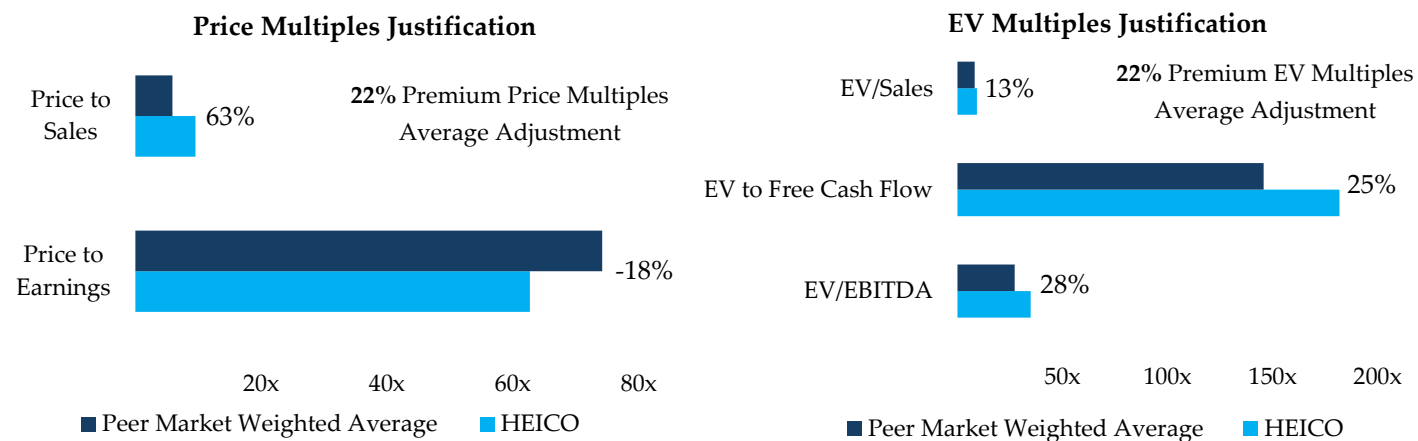 Price Multiples Justification
Price to
Sales
63%
22% Premium Price Multiples
Average Adjustment
Price to
Earnings
-18%
20x
40x
60x
80x
Peer Market Weighted Average
HEICO
EV Multiples Justification
EV/Sales
13%
22% Premium EV Multiples
Average Adjustment
EV to Free Cash Flow
25%
EV/EBITDA
28%
50x
100x
150x
200x
Peer Market Weighted Average
HEICO